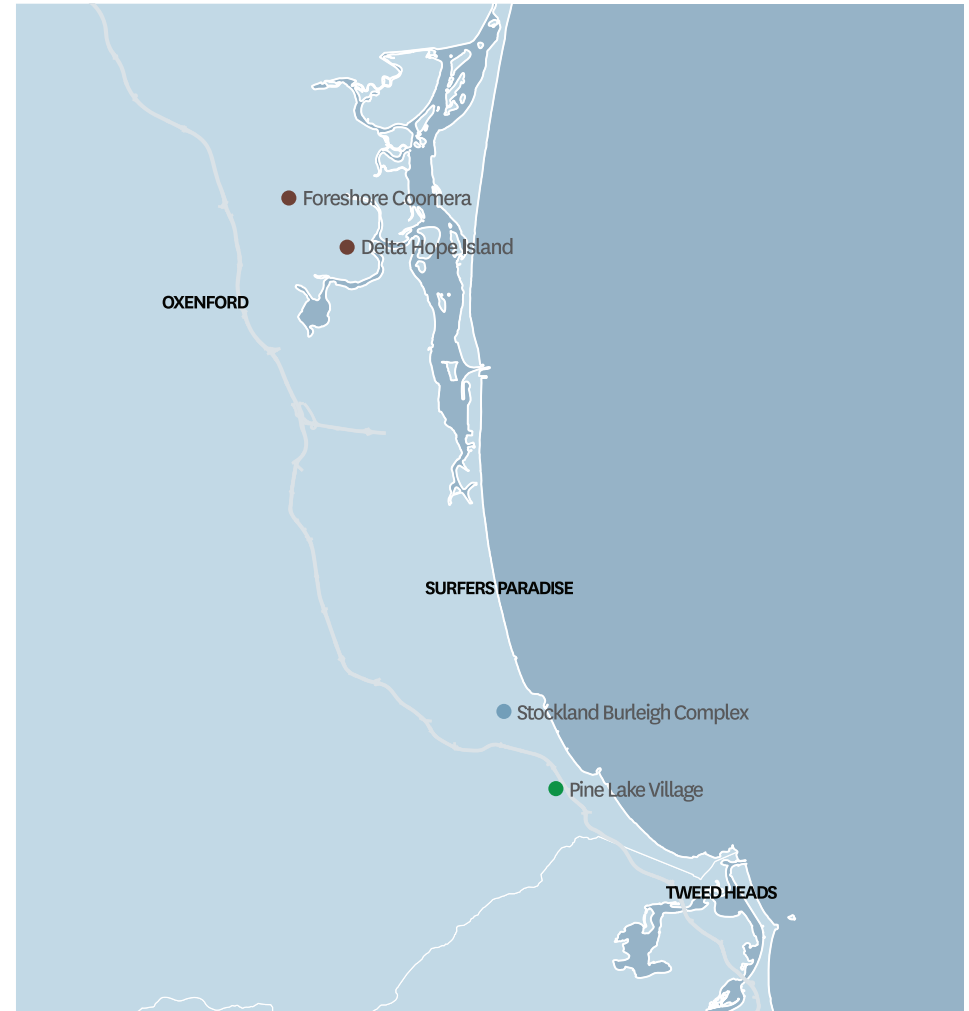 Foreshore Coomera
Delta Hope Island
OXENFORD
SURFERS PARADISE
Stockland Burleigh Complex
Pine Lake Village
TWEED HEADS